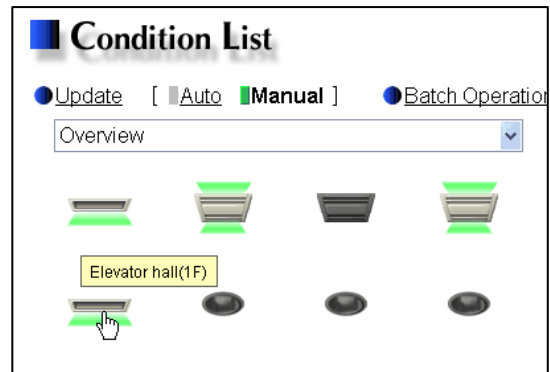 Condition List
Update [ Auto Manual ] Batch Operation
Overview
Elevator hall(1F)